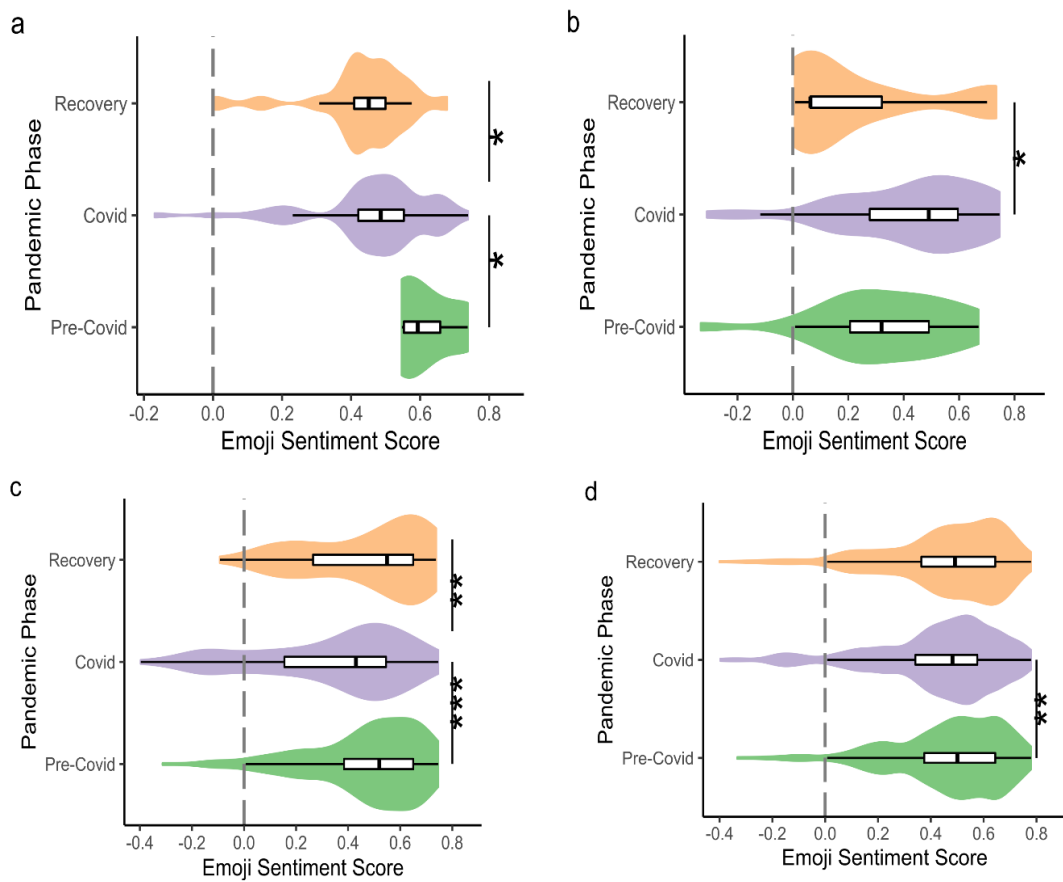 a
Pandemic Phase
Recovery
Covid
Pre-Covid
*
*
-0.2 0.0 0.2 0.4 0.6 0.8
Emoji Sentiment Score
b
Pandemic Phase
Recovery
Covid
Pre-Covid
*
-0.4 -0.2 0.0 0.2 0.4 0.6 0.8
Emoji Sentiment Score
c
Pandemic Phase
Recovery
Covid
Pre-Covid
**
***
-0.4 -0.2 0.0 0.2 0.4 0.6 0.8
Emoji Sentiment Score
d
Pandemic Phase
Recovery
Covid
Pre-Covid
**
-0.4 -0.2 0.0 0.2 0.4 0.6 0.8
Emoji Sentiment Score